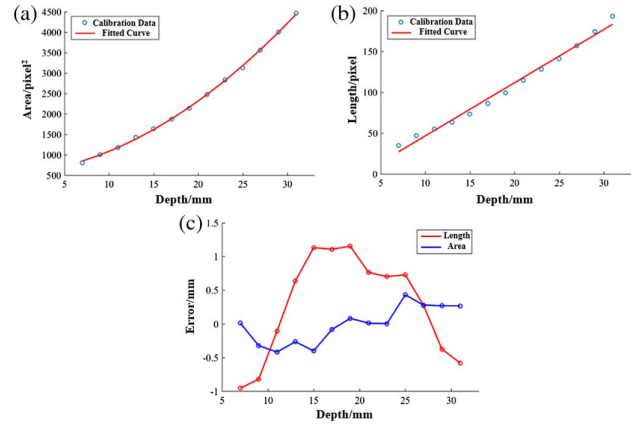 (a)
Calibration Data
Fitted Curve
Area/pixel²
4500
4000
3500
3000
2500
2000
1500
1000
500
5 10 15 20 25 30
Depth/mm
(b)
Calibration Data
Fitted Curve
Length/pixel
200
150
100
50
0
5 10 15 20 25 30
Depth/mm
(c)
Length
Area
Error/mm
1.5
1
0.5
0
-0.5
-1
5 10 15 20 25 30
Depth/mm